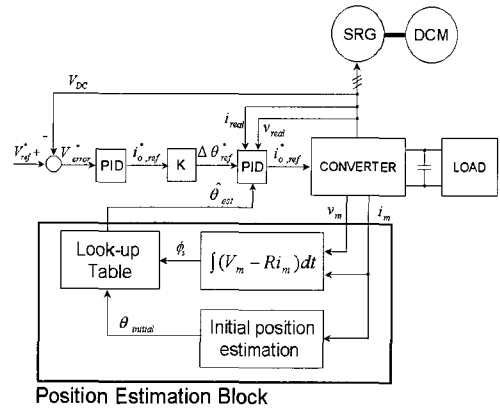 SRG DCM
V_DC
-
i_real
v_real
V*_ref +
V*_error
PID
i*_o,ref
K
Δ θ*_ref
PID
i*_o,ref
CONVERTER
LOAD
θ̂_est
v_m
i_m
Look-up
Table
ϕ_s
∫(V_m − Ri_m)dt
θ_initial
Initial position
estimation
Position Estimation Block